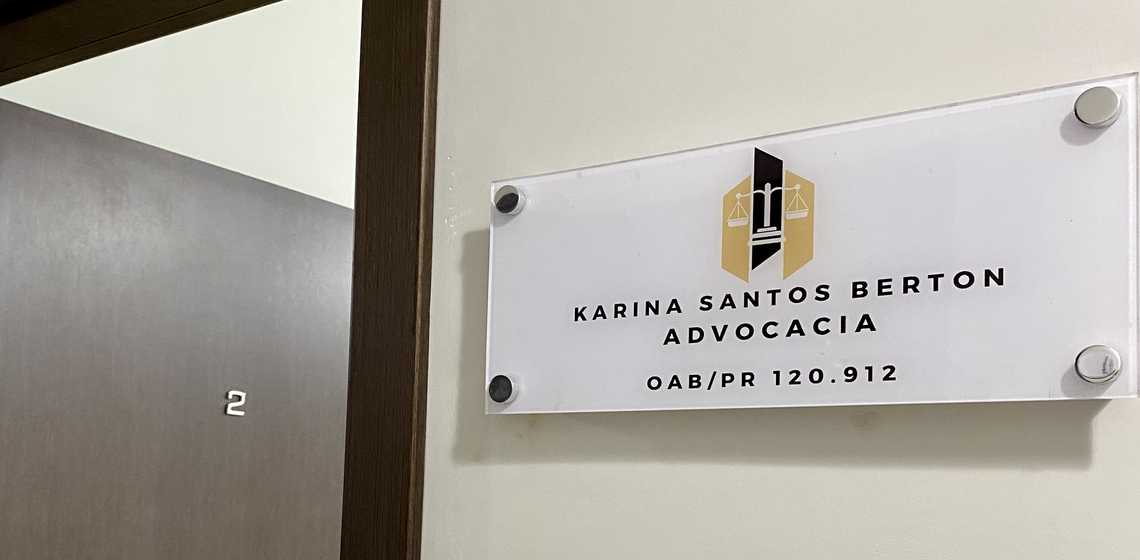 2
KARINA SANTOS BERTON
ADVOCACIA
OAB/PR 120.912